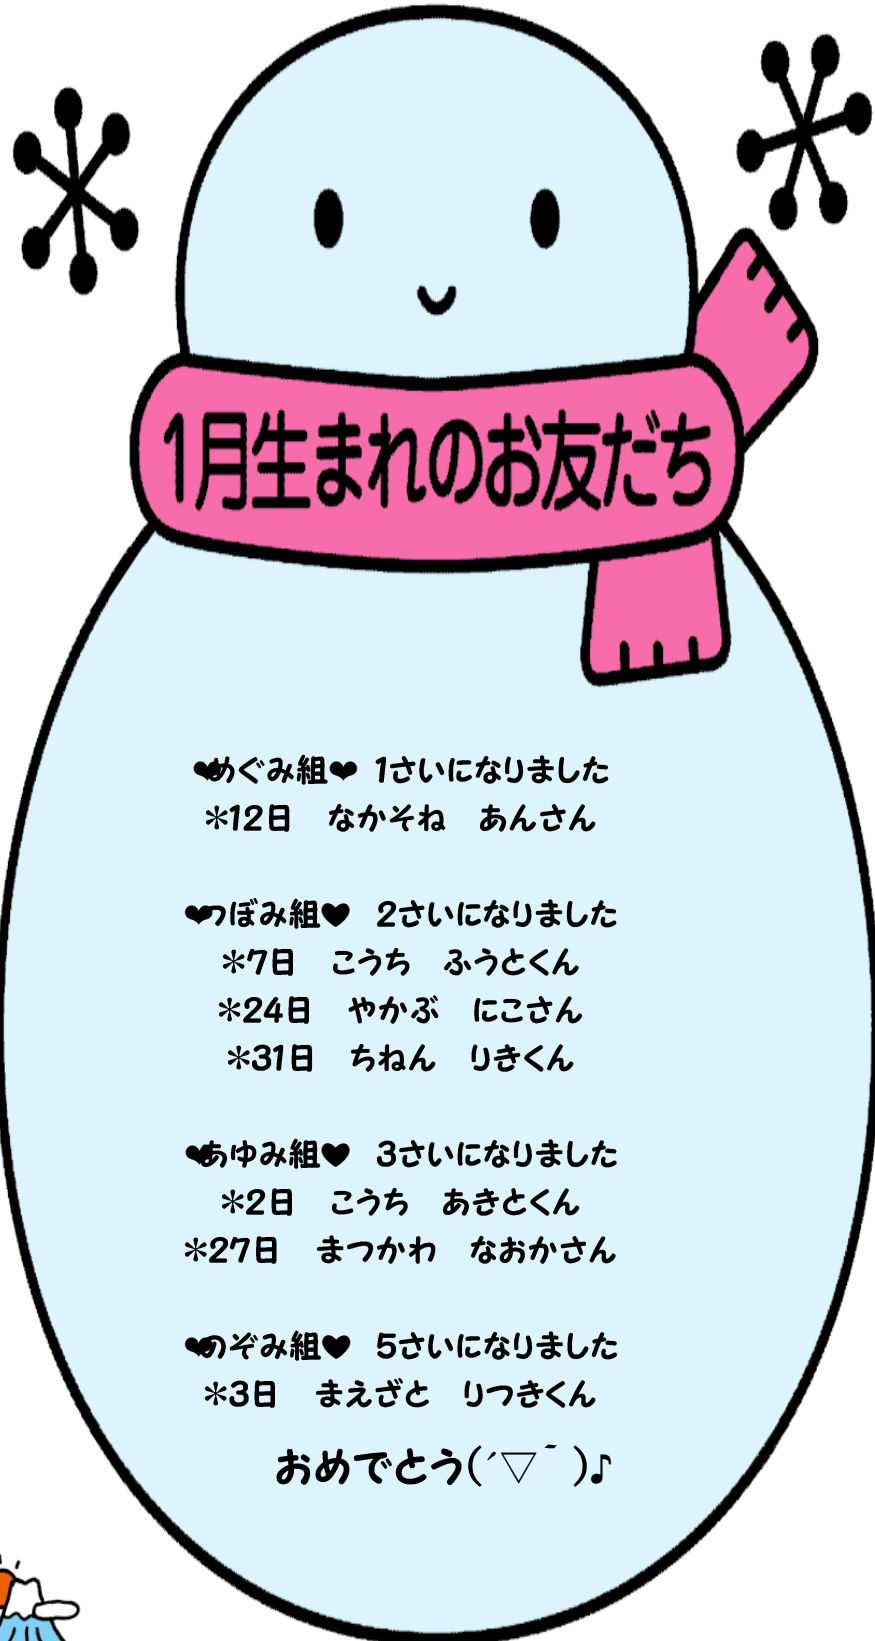 1月生まれのお友だち
❤めぐみ組❤ 1さいになりました
＊12日　なかそね　あんさん
❤つぼみ組♥　2さいになりました
＊7日　こうち　ふうとくん
＊24日　やかぶ　にこさん
＊31日　ちねん　りきくん
❤あゆみ組♥　3さいになりました
＊2日　こうち　あきとくん
＊27日　まつかわ　なおかさん
❤のぞみ組♥　5さいになりました
＊3日　まえざと　りつきくん
おめでとう(´▽｀)♪